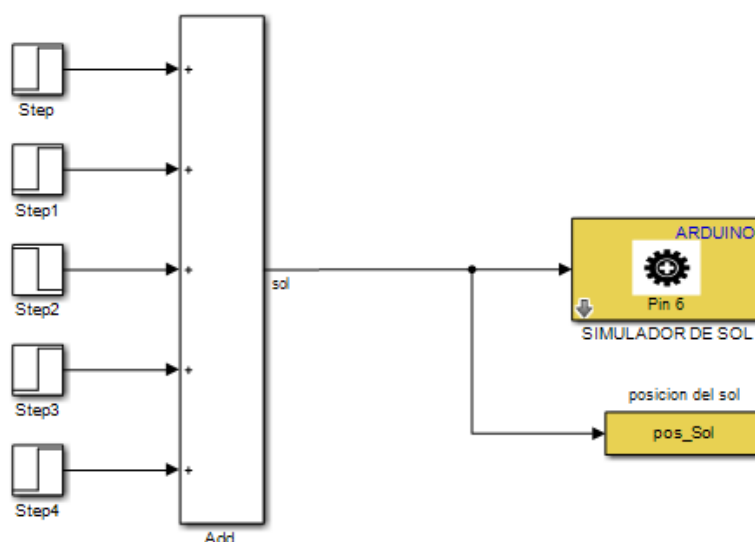 Step
+
Step1
+
Step2
+
sol
Step3
+
Step4
+
Add
ARDUINO
Pin 6
SIMULADOR DE SOL
posicion del sol
pos_Sol